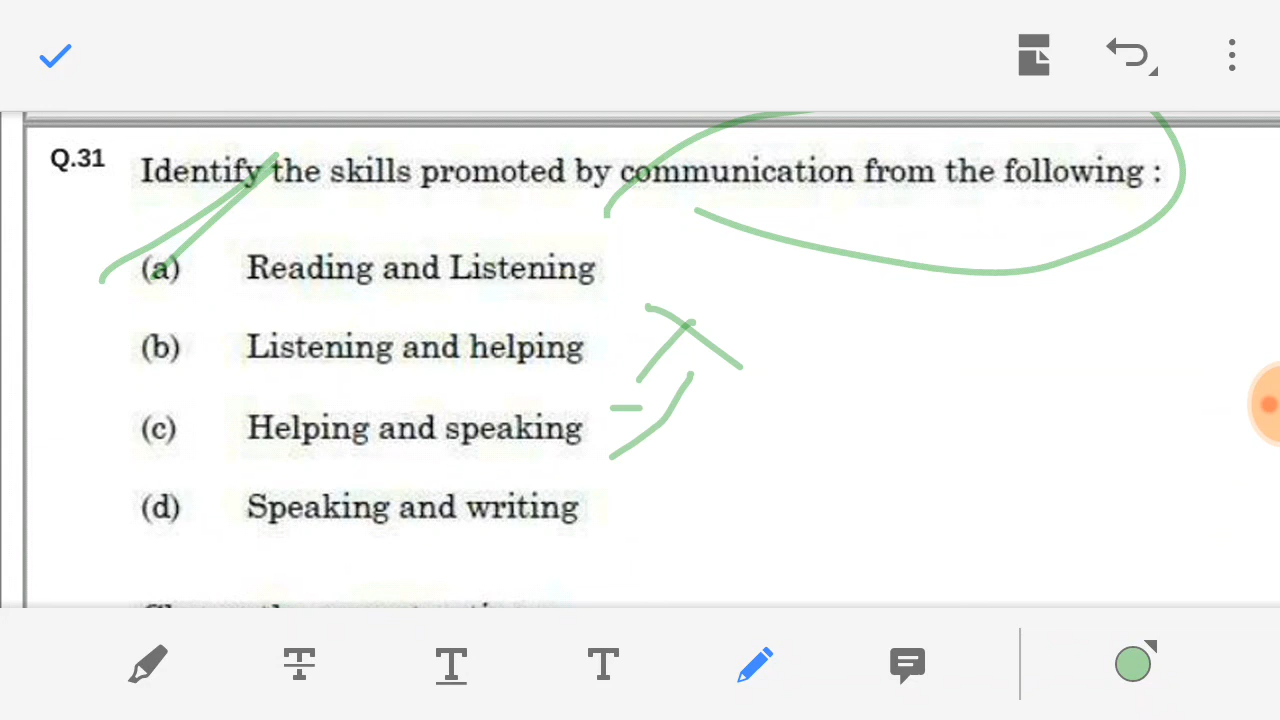 Q.31 Identify the skills promoted by communication from the following :
(a) Reading and Listening
(b) Listening and helping
(c) Helping and speaking
(d) Speaking and writing
T T T